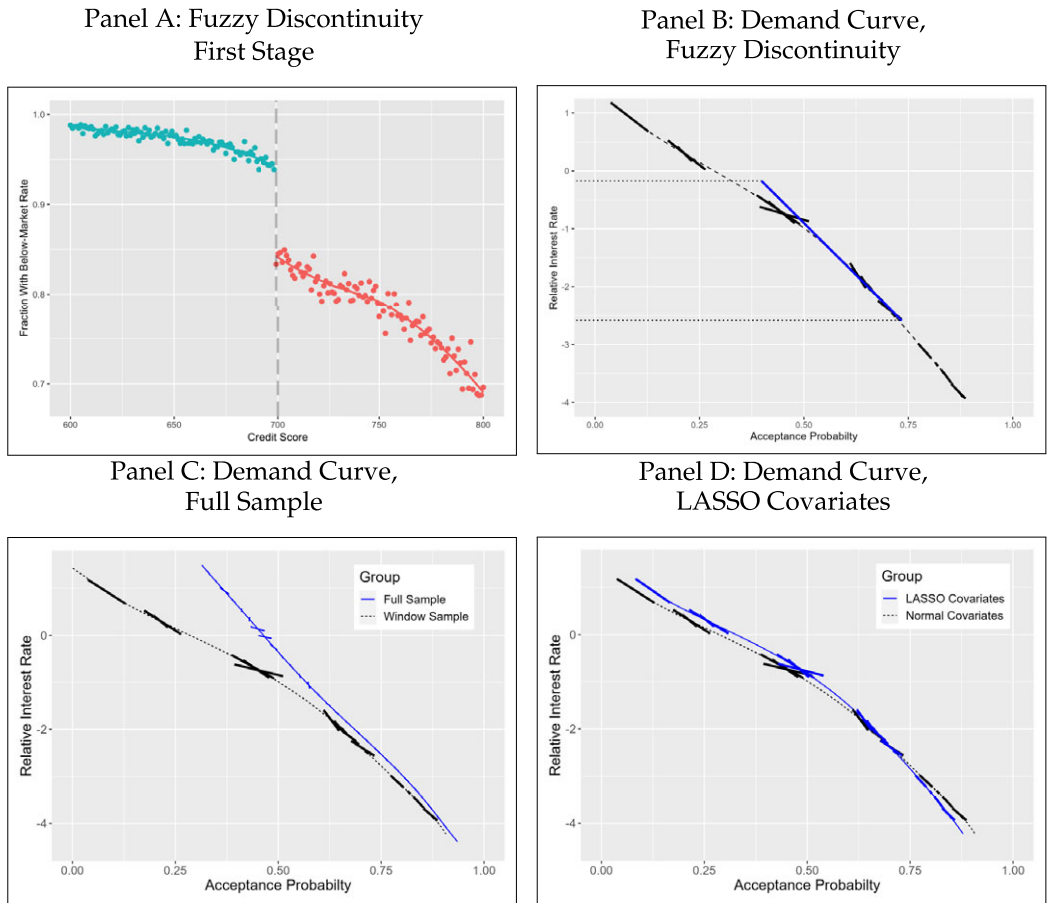 Panel A: Fuzzy Discontinuity
First Stage
Fraction With Below-Market Rate
1.0
0.9
0.8
0.7
600
650
700
750
800
Credit Score
Panel B: Demand Curve,
Fuzzy Discontinuity
Relative Interest Rate
1
0
-1
-2
-3
-4
0.00
0.25
0.50
0.75
1.00
Acceptance Probabilty
Panel C: Demand Curve,
Full Sample
Relative Interest Rate
0
-2
-4
Group
Full Sample
Window Sample
0.00
0.25
0.50
0.75
1.00
Acceptance Probabilty
Panel D: Demand Curve,
LASSO Covariates
Relative Interest Rate
0
-2
-4
Group
LASSO Covariates
Normal Covariates
0.00
0.25
0.50
0.75
1.00
Acceptance Probabilty